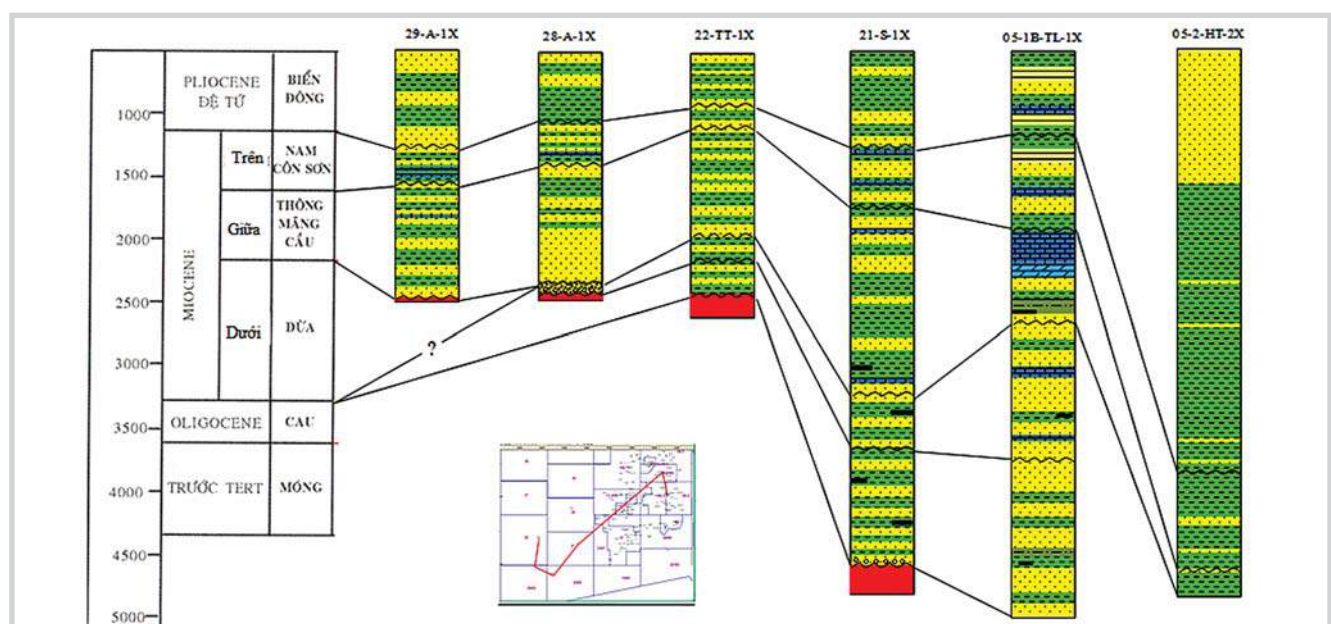 29-A-1X
28-A-1X
22-TT-1X
21-S-1X
05-1B-TL-1X
05-2-HT-2X
PLIOCENE
ĐỆ TỨ
BIỂN
ĐÔNG
MIOCENE
Trên
NAM
CÔN SƠN
Giữa
THÔNG
MÃNG
CẦU
Dưới
DỪA
OLIGOCENE
CAU
TRƯỚC TERT
MÓNG
1000
1500
2000
2500
3000
3500
4000
4500
5000
?